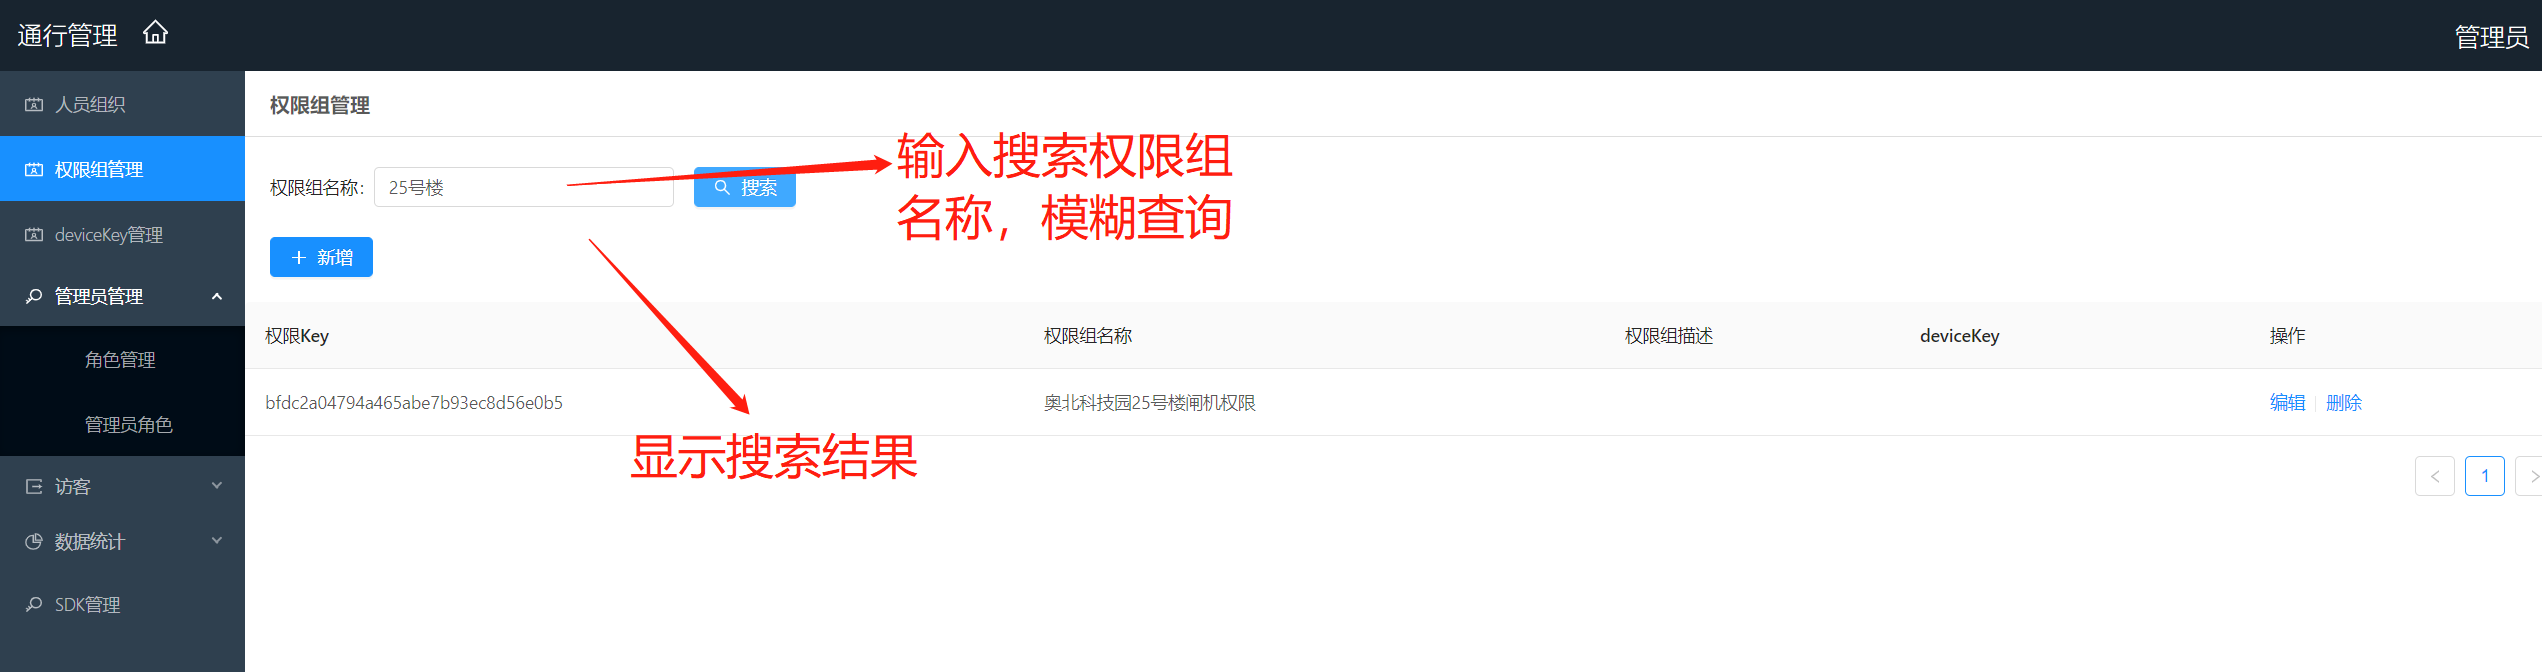 通行管理
管理员
人员组织
权限组管理
deviceKey管理
管理员管理
角色管理
管理员角色
访客
数据统计
SDK管理
权限组管理
权限组名称：
25号楼
搜索
输入搜索权限组
名称，模糊查询
新增
权限Key
权限组名称
权限组描述
deviceKey
操作
bfdc2a04794a465abe7b93ec8d56e0b5
奥北科技园25号楼闸机权限
编辑
删除
显示搜索结果
1